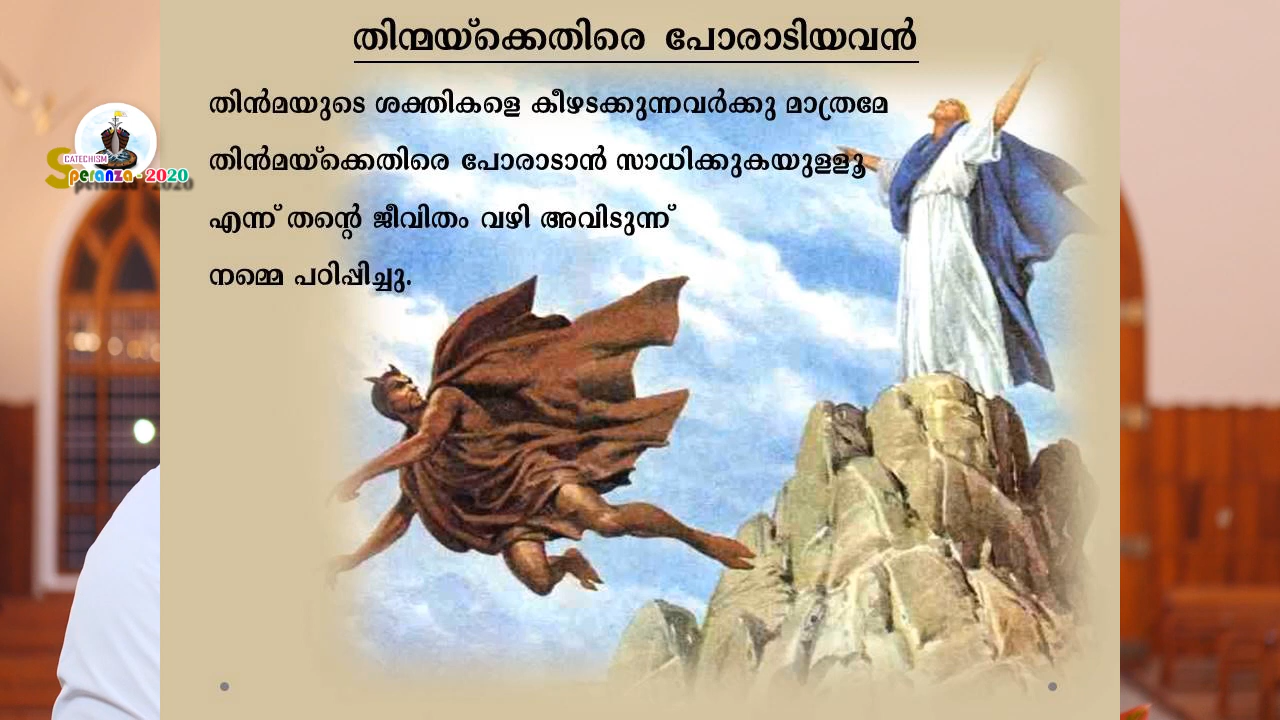 തിന്മയ്ക്കെതിരെ പോരാടിയവൻ
തിൻമയുടെ ശക്തികളെ കീഴടക്കുന്നവർക്കു മാത്രമേ
തിൻമയ്ക്കെതിരെ പോരാടാൻ സാധിക്കുകയുളളൂ
എന്ന് തന്റെ ജീവിതം വഴി അവിടുന്ന്
നമ്മെ പഠിപ്പിച്ചു.
CATECHISM
Speranza - 2020